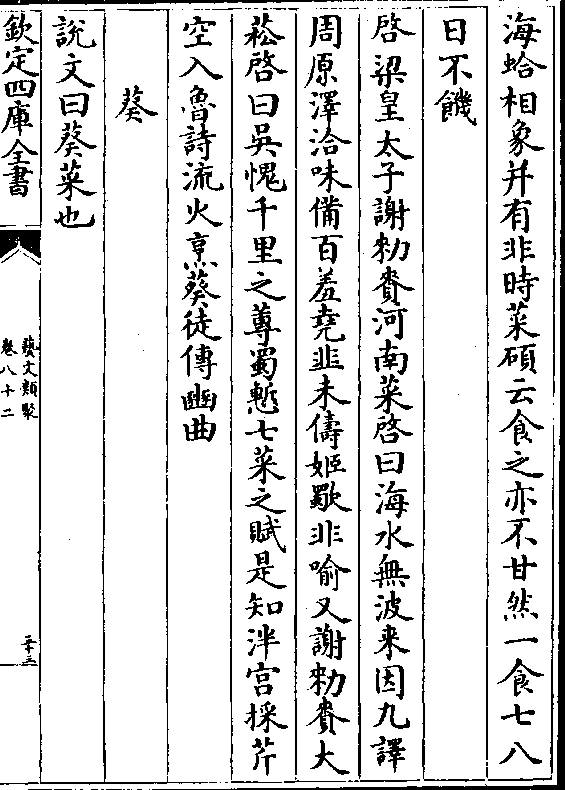 海蛤相象并有非時菜碩云食之亦不甘然一食七八
日不饑
啓梁皇太子謝勑賚河南菜啓曰海水無波来因九譯
周原澤洽味備百羞堯韭未儔姬歜非喻又謝勑賚大
菘啓曰吳愧千里之蓴蜀慙七菜之賦是知泮宫採芹
空入魯詩流火烹葵徒傳豳曲
葵
說文曰葵菜也
欽定四庫全書
藝文類聚
卷八十二
二十三